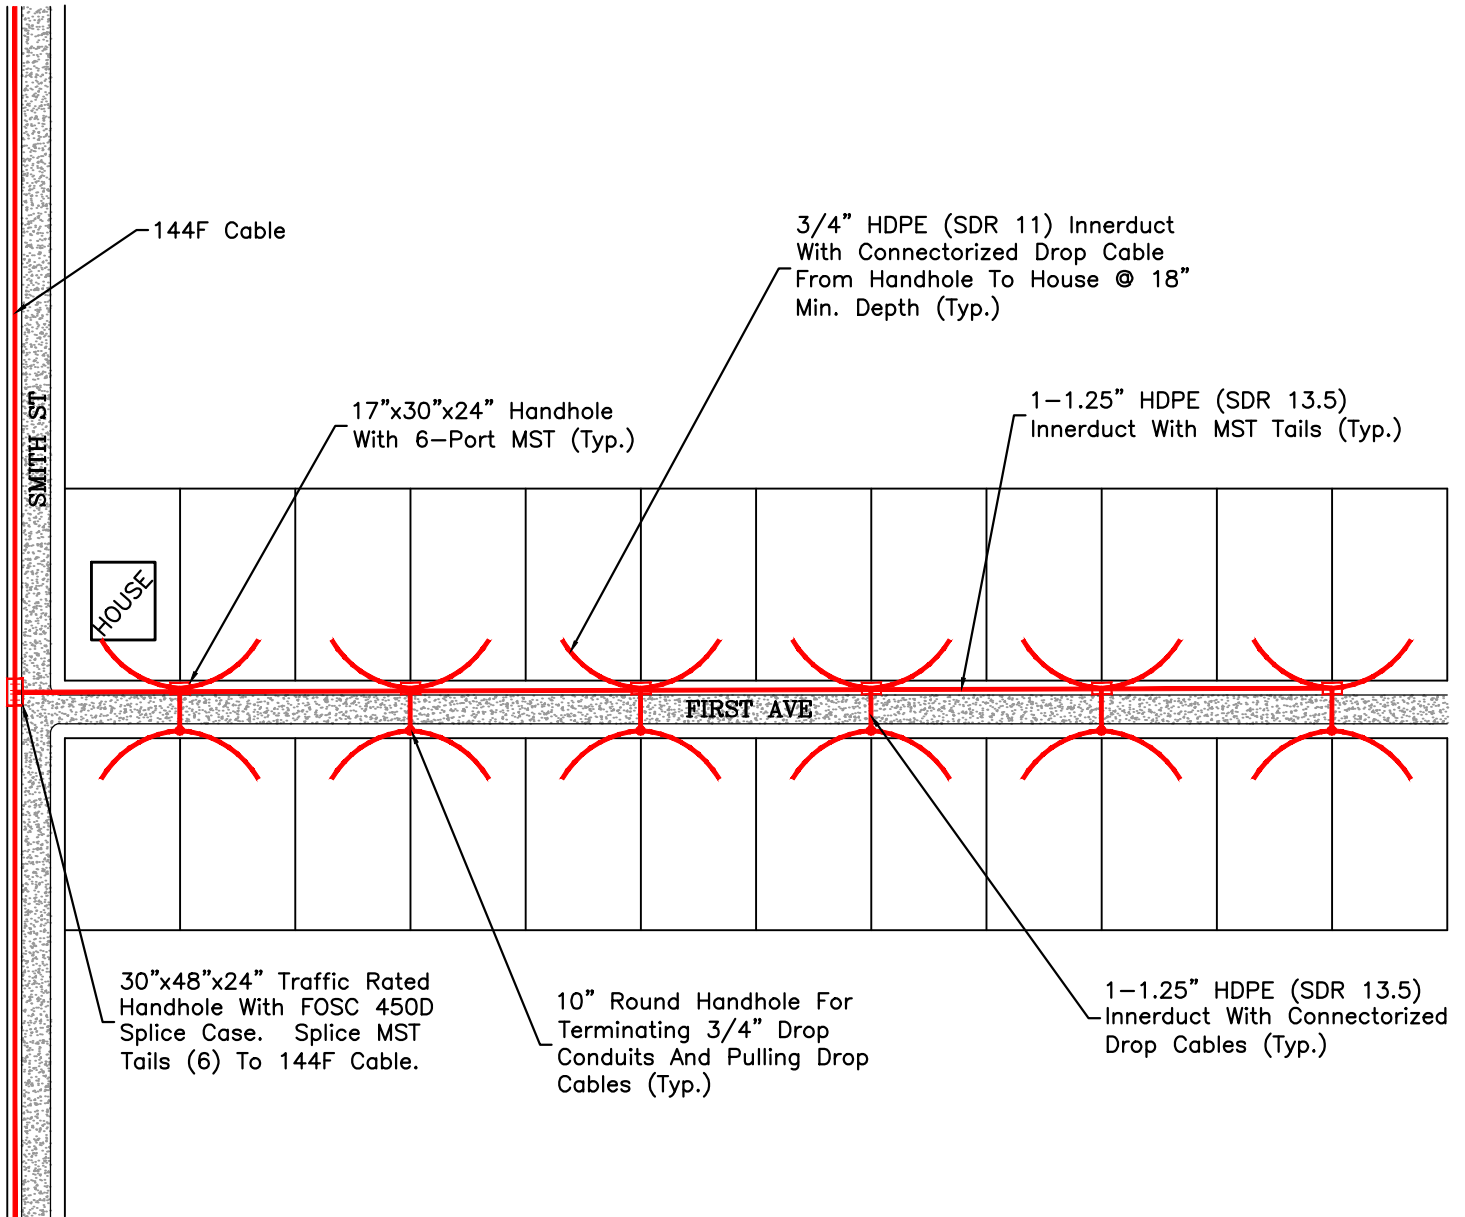 144F Cable
3/4" HDPE (SDR 11) Innerduct
With Connectorized Drop Cable
From Handhole To House @ 18"
Min. Depth (Typ.)
17"x30"x24" Handhole
With 6-Port MST (Typ.)
1-1.25" HDPE (SDR 13.5)
Innerduct With MST Tails (Typ.)
SMITH ST
HOUSE
FIRST AVE
30"x48"x24" Traffic Rated
Handhole With FOSC 450D
Splice Case. Splice MST
Tails (6) To 144F Cable.
10" Round Handhole For
Terminating 3/4" Drop
Conduits And Pulling Drop
Cables (Typ.)
1-1.25" HDPE (SDR 13.5)
Innerduct With Connectorized
Drop Cables (Typ.)